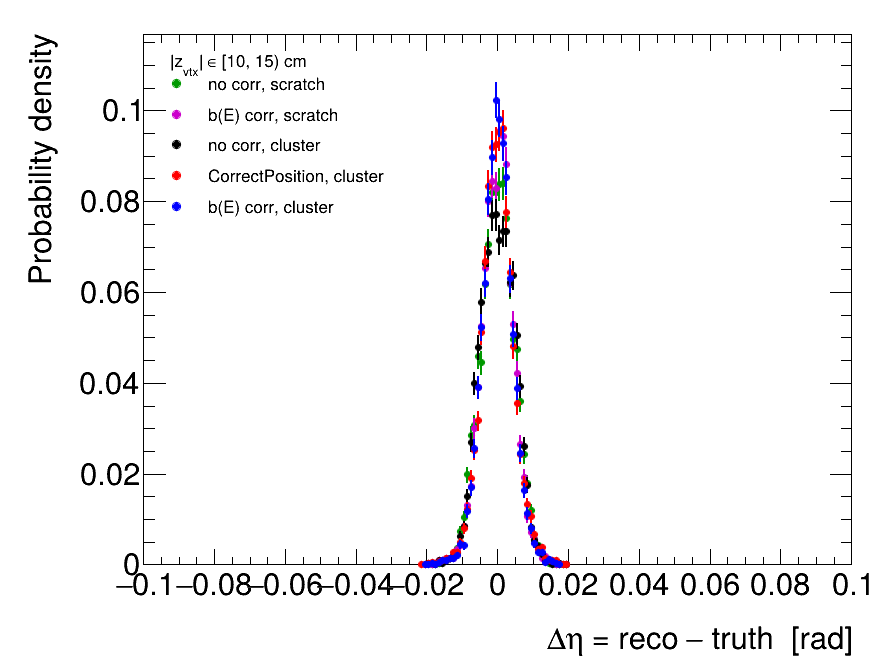 Probability density
|z_vtx| ∈ [10, 15) cm
no corr, scratch
b(E) corr, scratch
no corr, cluster
CorrectPosition, cluster
b(E) corr, cluster
0.1
0.08
0.06
0.04
0.02
0
−0.1 −0.08 −0.06 −0.04 −0.02 0 0.02 0.04 0.06 0.08 0.1
Δη = reco − truth [rad]